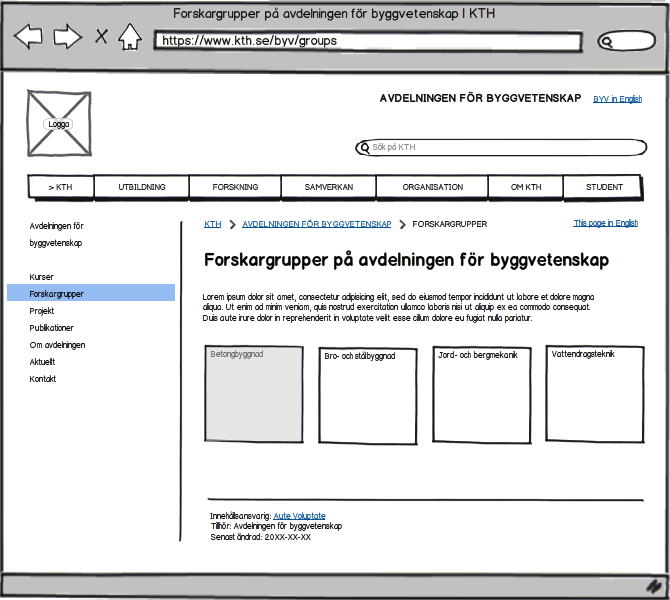 Forskargrupper på avdelningen för byggvetenskap | KTH
https://www.kth.se/byv/groups
AVDELNINGEN FÖR BYGGVETENSKAP BYV in English
Logga
Sök på KTH
> KTH UTBILDNING FORSKNING SAMVERKAN ORGANISATION OM KTH STUDENT
Avdelningen för
byggvetenskap
Kurser
Forskargrupper
Projekt
Publikationer
Om avdelningen
Aktuellt
Kontakt
KTH AVDELNINGEN FÖR BYGGVETENSKAP FORSKARGRUPPER This page in English
Forskargrupper på avdelningen för byggvetenskap
Lorem ipsum dolor sit amet, consectetur adipisicing elit, sed do eiusmod tempor incididunt ut labore et dolore magna
aliqua. Ut enim ad minim veniam, quis nostrud exercitation ullamco laboris nisi ut aliquip ex ea commodo consequat.
Duis aute irure dolor in reprehenderit in voluptate velit esse cillum dolore eu fugiat nulla pariatur.
Betongbyggnad Bro- och stålbyggnad Jord- och bergmekanik Vattendragsteknik
Innehållsansvarig: Aute Voluptate
Tillhör: Avdelningen för byggvetenskap
Senast ändrad: 20XX-XX-XX